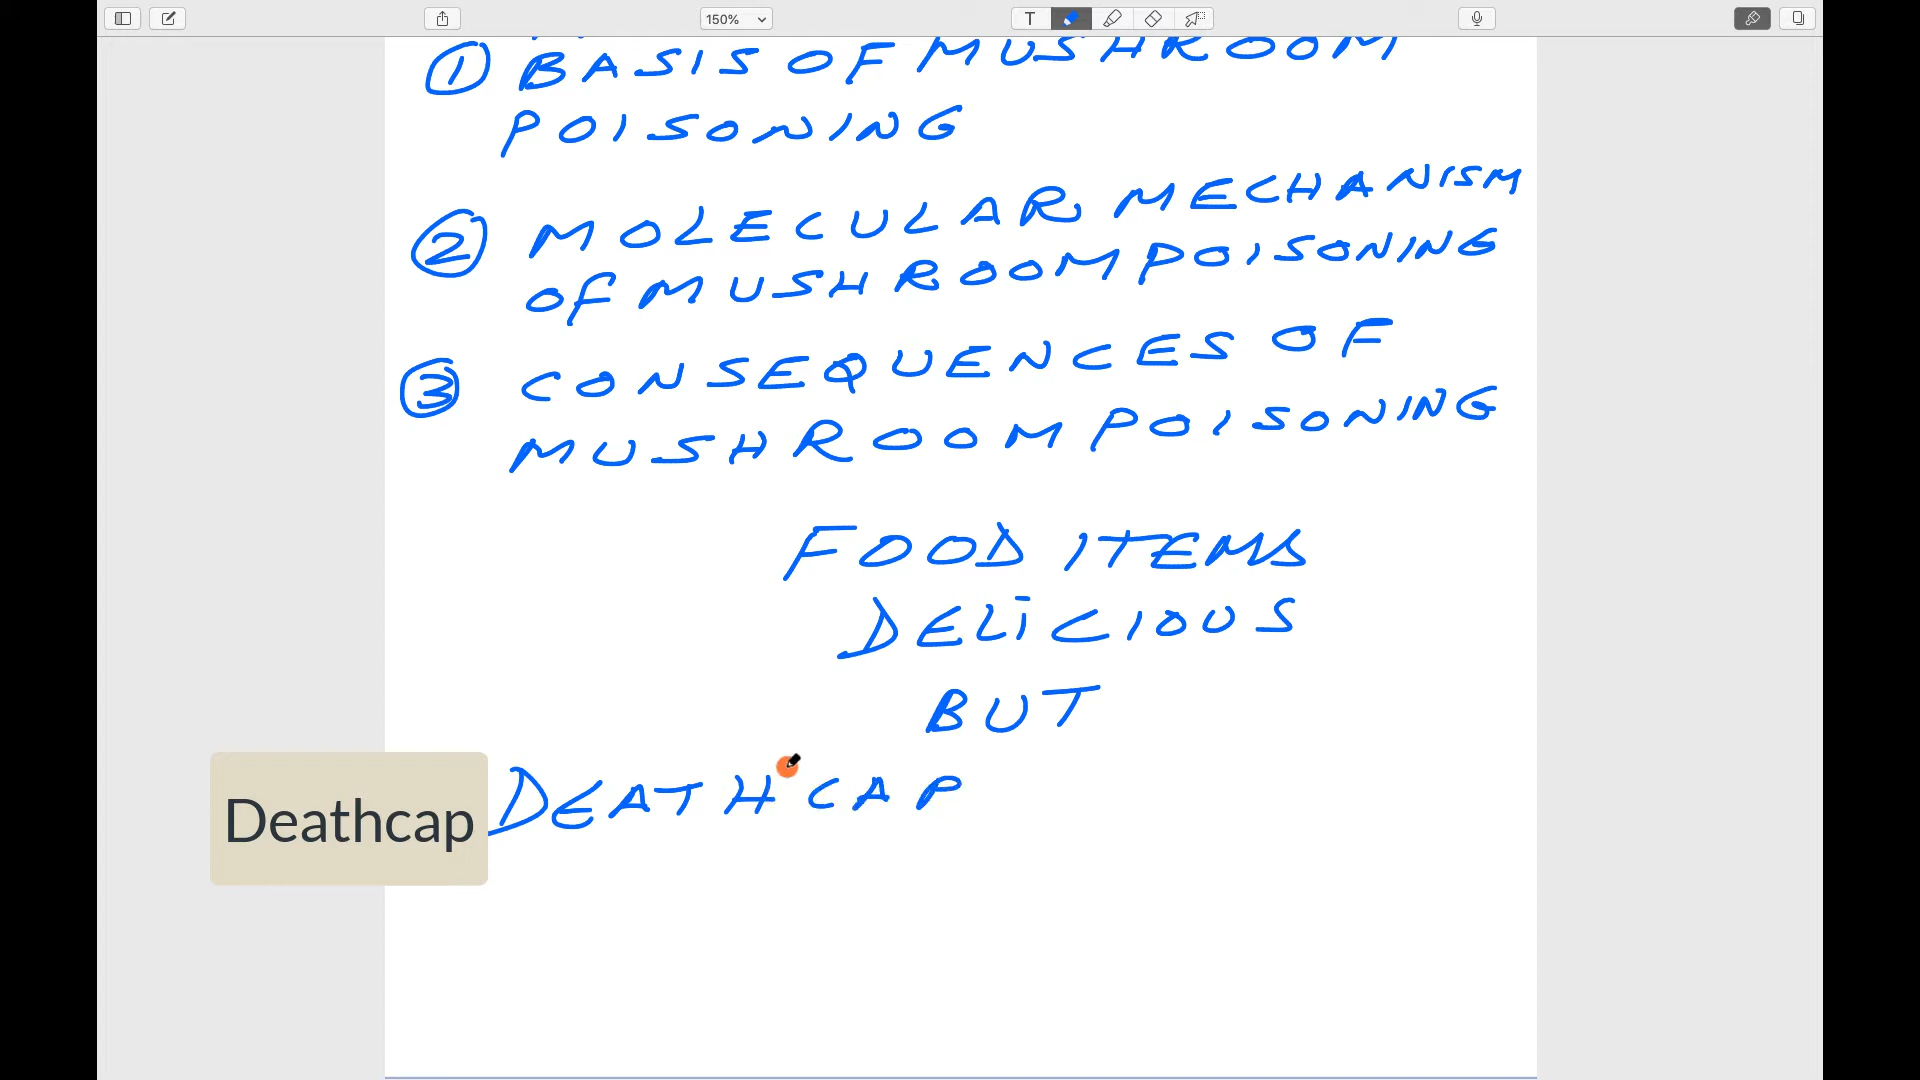 150%
T
① BASIS OF MUSHROOM
POISONING
② MOLECULAR MECHANISM
OF MUSHROOM POISONING
③ CONSEQUENCES OF
MUSHROOM POISONING
FOOD ITEMS
DELICIOUS
BUT
Deathcap
DEATH CAP